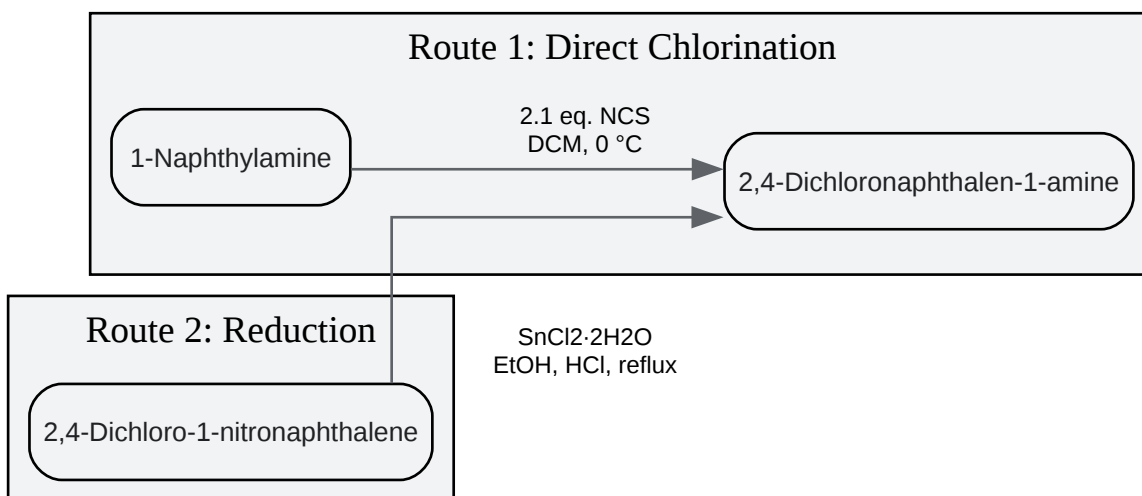 Route 1: Direct Chlorination
2.1 eq. NCS
DCM, 0 °C
1-Naphthylamine
2,4-Dichloronaphthalen-1-amine
Route 2: Reduction
SnCl2·2H2O
EtOH, HCl, reflux
2,4-Dichloro-1-nitronaphthalene